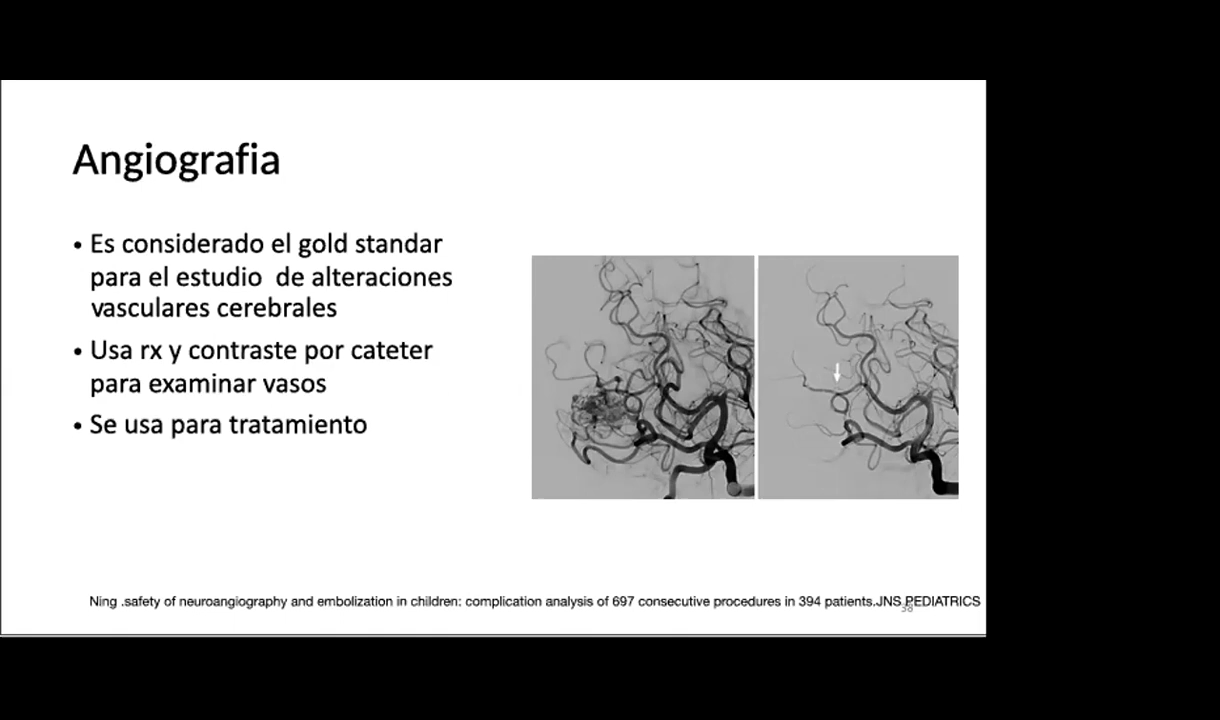 Angiografia
• Es considerado el gold standar
para el estudio  de alteraciones
vasculares cerebrales
• Usa rx y contraste por cateter
para examinar vasos
• Se usa para tratamiento
Ning .safety of neuroangiography and embolization in children: complication analysis of 697 consecutive procedures in 394 patients.JNS PEDIATRICS